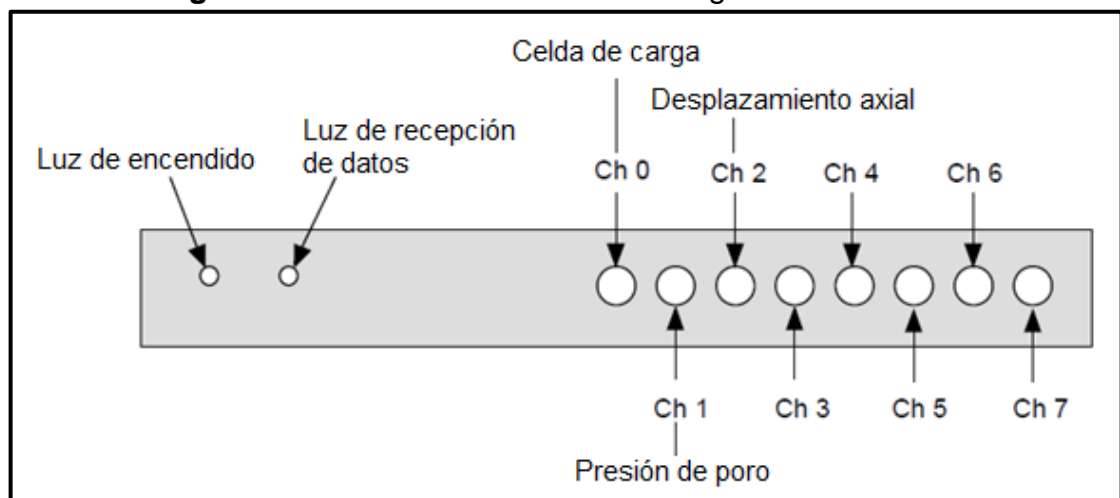 Celda de carga
Desplazamiento axial
Luz de recepción
de datos
Luz de encendido
Ch 0
Ch 2
Ch 4
Ch 6
Ch 1
Ch 3
Ch 5
Ch 7
Presión de poro